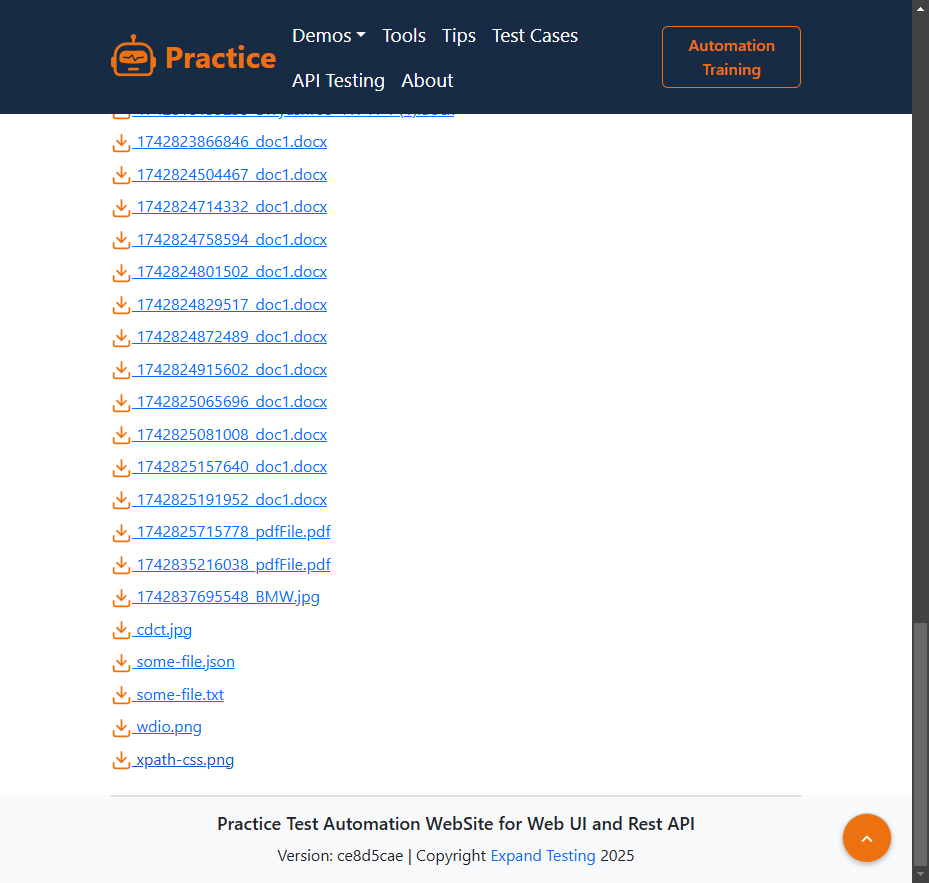 Practice
Demos
Tools
Tips
Test Cases
API Testing
About
Automation
Training
1742823866846_doc1.docx
1742824504467_doc1.docx
1742824714332_doc1.docx
1742824758594_doc1.docx
1742824801502_doc1.docx
1742824829517_doc1.docx
1742824872489_doc1.docx
1742824915602_doc1.docx
1742825065696_doc1.docx
1742825081008_doc1.docx
1742825157640_doc1.docx
1742825191952_doc1.docx
1742825715778_pdfFile.pdf
1742835216038_pdfFile.pdf
1742837695548_BMW.jpg
cdct.jpg
some-file.json
some-file.txt
wdio.png
xpath-css.png
Practice Test Automation WebSite for Web UI and Rest API
Version: ce8d5cae | Copyright Expand Testing 2025